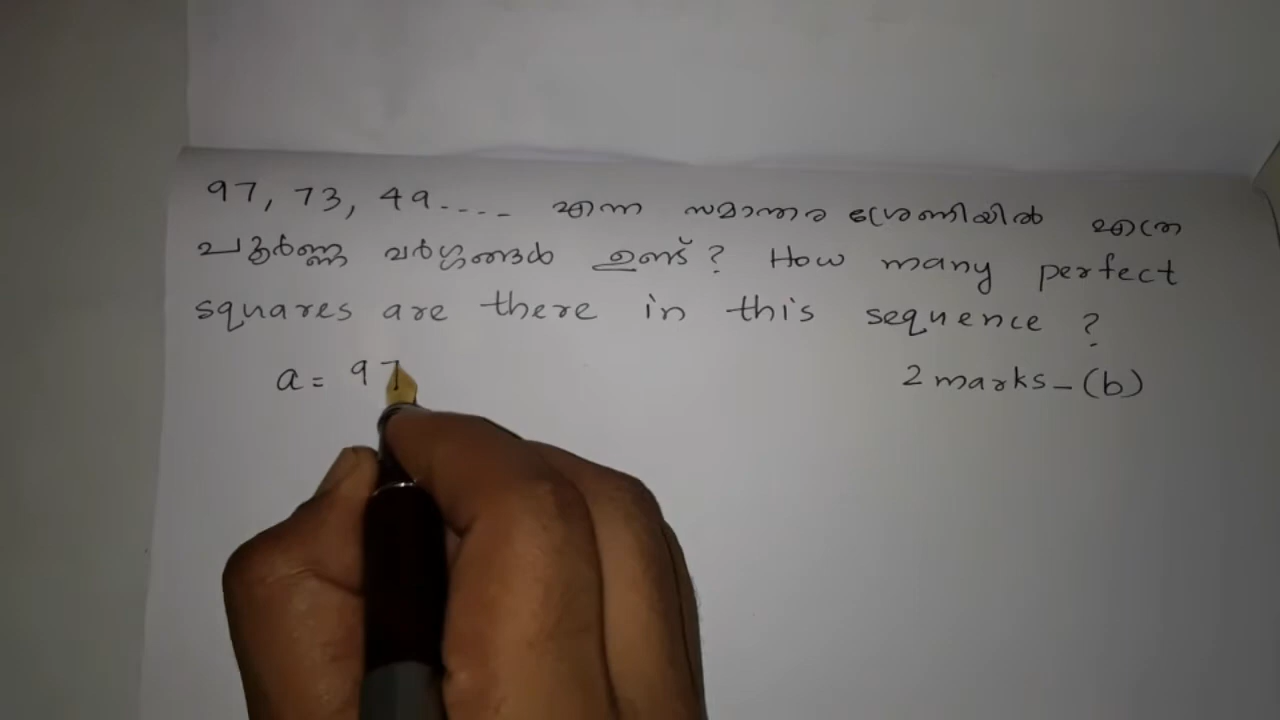 97, 73, 49.... എന്ന സമാന്തര ശ്രേണിയിൽ എത്ര
പൂർണ്ണ വർഗ്ഗങ്ങൾ ഉണ്ട് ? How many perfect
squares are there in this sequence ?
a = 97
2 marks – (b)